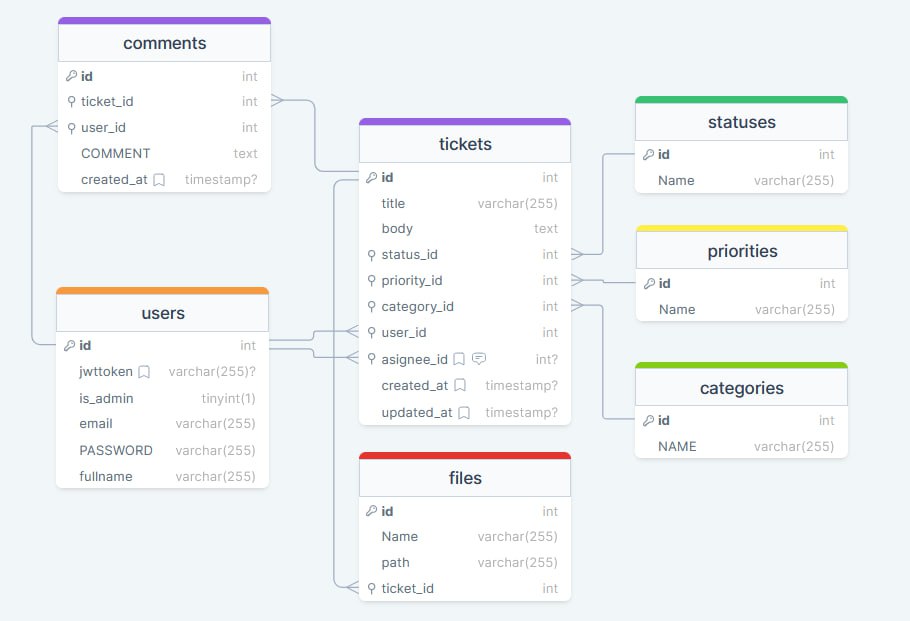 comments
id int
ticket_id int
user_id int
COMMENT text
created_at timestamp?
users
id int
jwttoken varchar(255)?
is_admin tinyint(1)
email varchar(255)
PASSWORD varchar(255)
fullname varchar(255)
tickets
id int
title varchar(255)
body text
status_id int
priority_id int
category_id int
user_id int
asignee_id int?
created_at timestamp?
updated_at timestamp?
files
id int
Name varchar(255)
path varchar(255)
ticket_id int
statuses
id int
Name varchar(255)
priorities
id int
Name varchar(255)
categories
id int
NAME varchar(255)